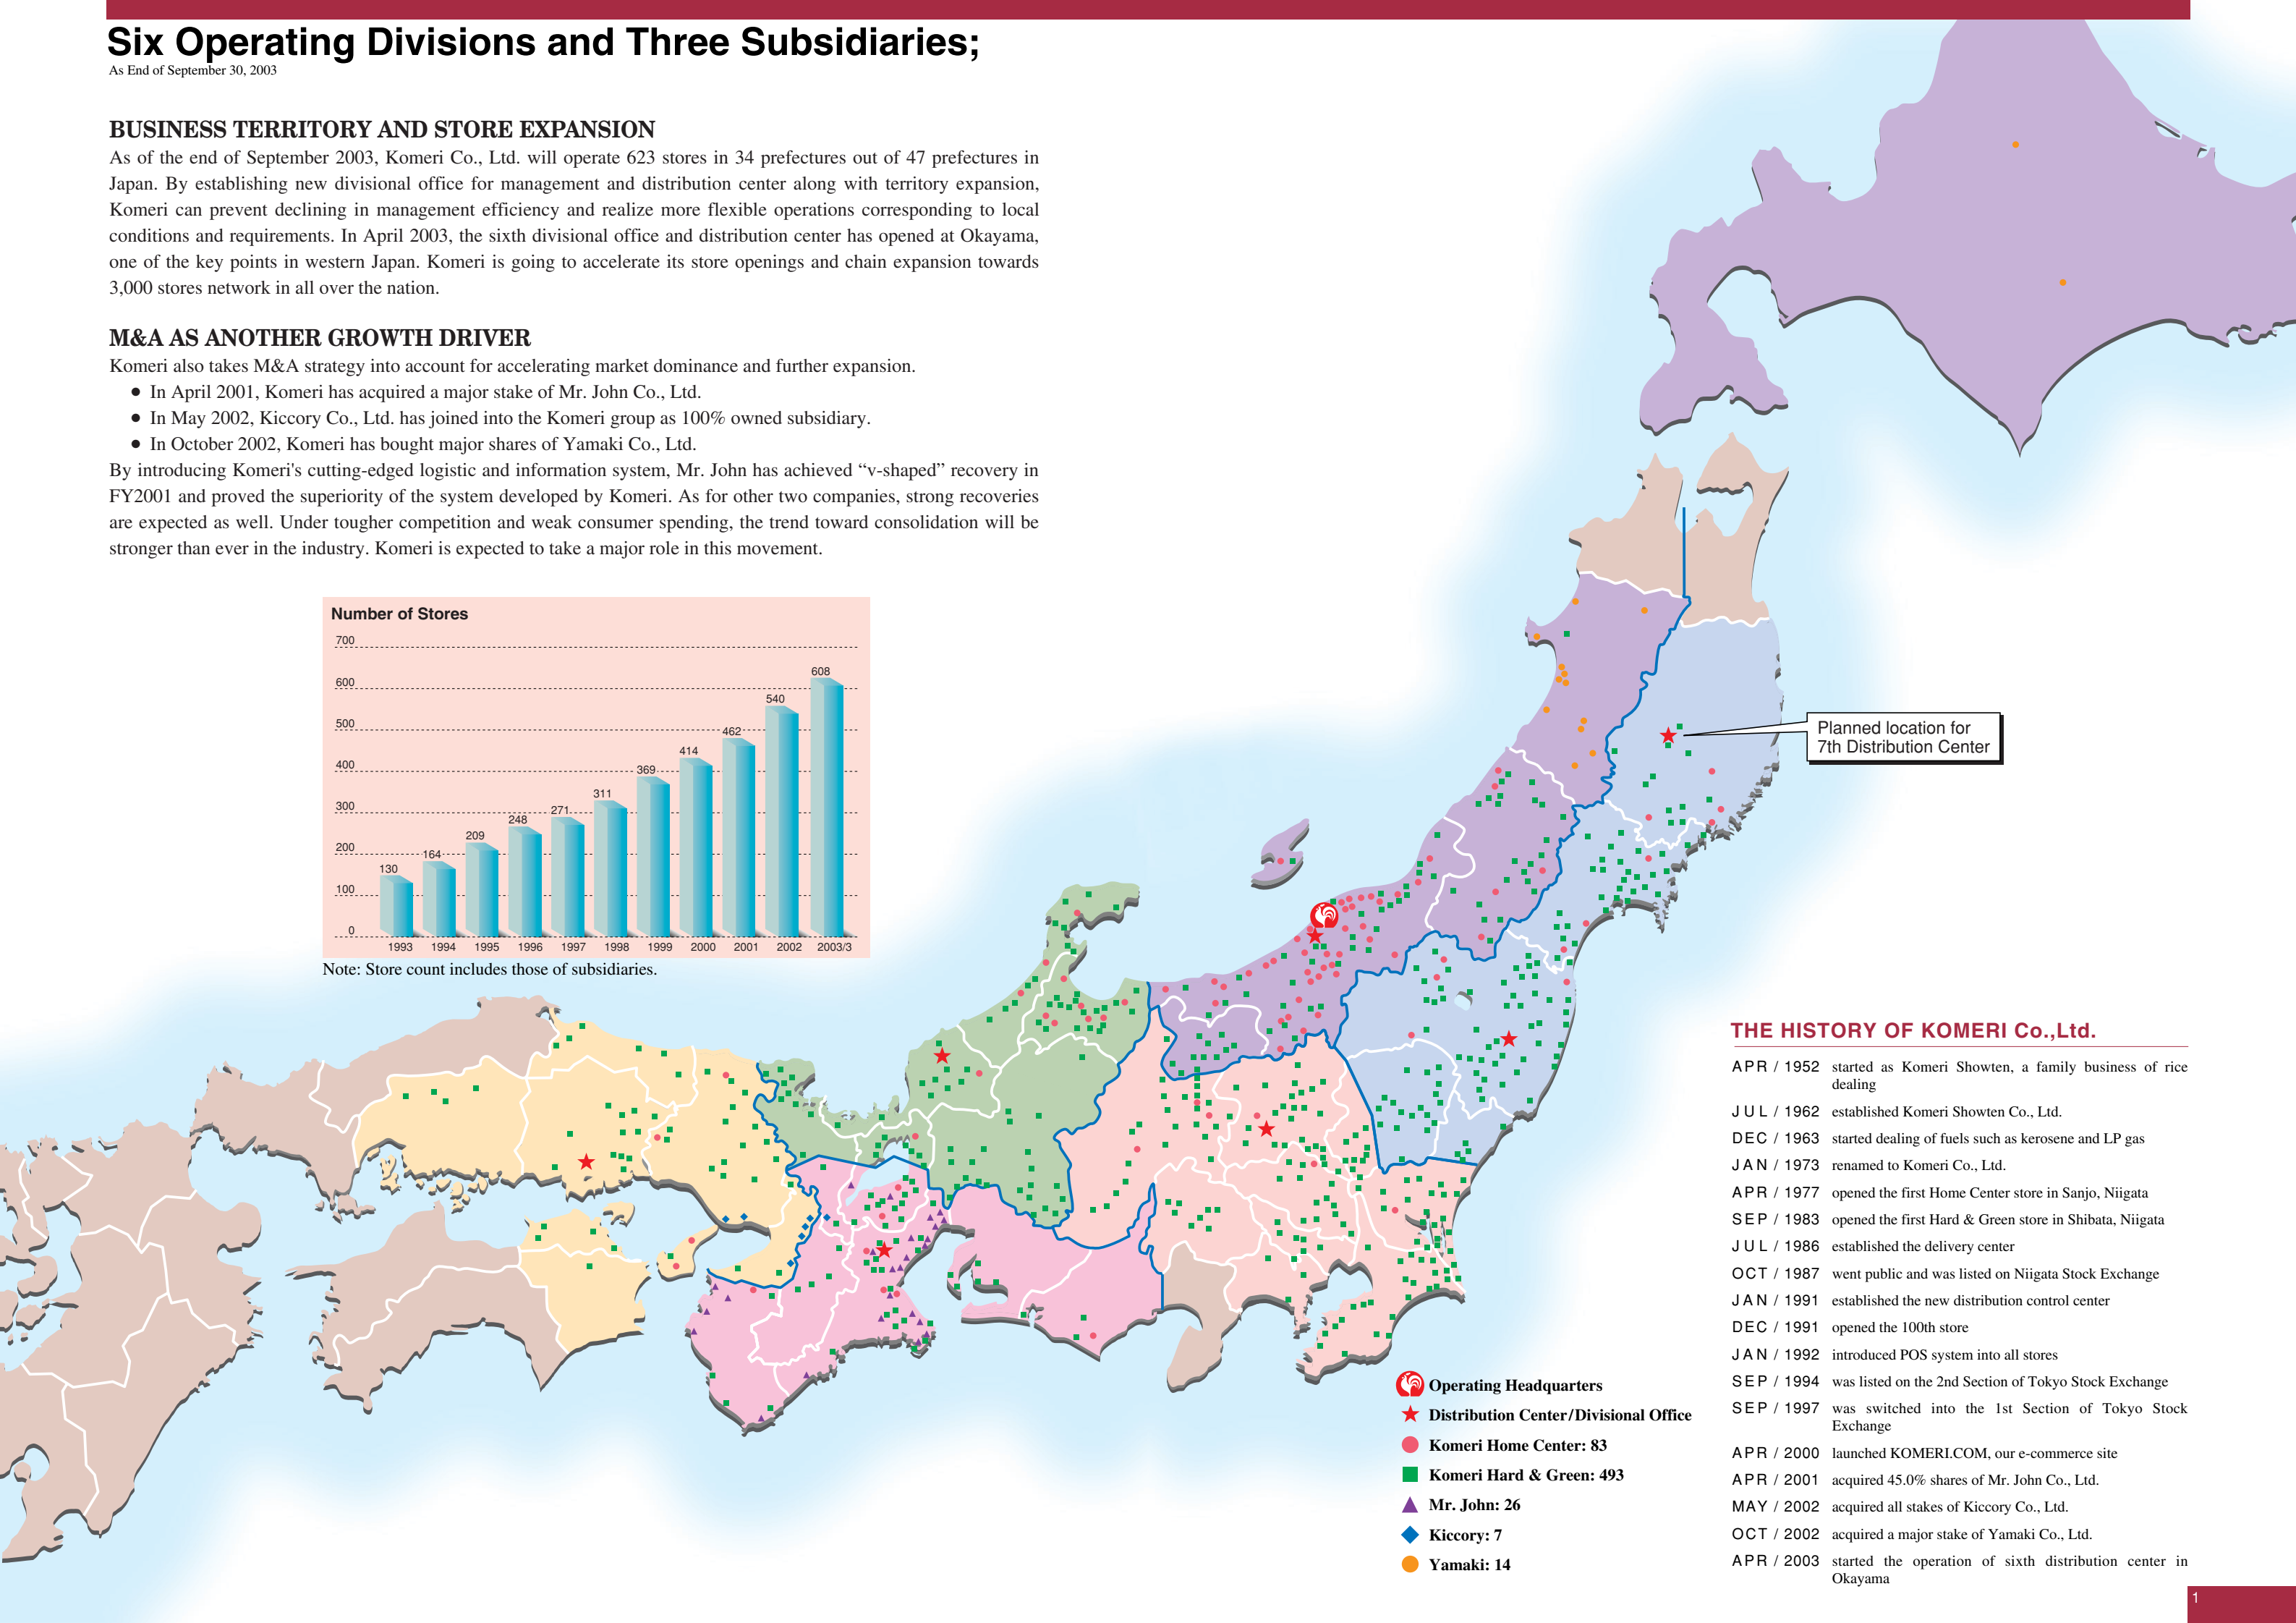 Six Operating Divisions and Three Subsidiaries;
As End of September 30, 2003
BUSINESS TERRITORY AND STORE EXPANSION
As of the end of September 2003, Komeri Co., Ltd. will operate 623 stores in 34 prefectures out of 47 prefectures in
Japan. By establishing new divisional office for management and distribution center along with territory expansion,
Komeri can prevent declining in management efficiency and realize more flexible operations corresponding to local
conditions and requirements. In April 2003, the sixth divisional office and distribution center has opened at Okayama,
one of the key points in western Japan. Komeri is going to accelerate its store openings and chain expansion towards
3,000 stores network in all over the nation.
M&A AS ANOTHER GROWTH DRIVER
Komeri also takes M&A strategy into account for accelerating market dominance and further expansion.
● In April 2001, Komeri has acquired a major stake of Mr. John Co., Ltd.
● In May 2002, Kiccory Co., Ltd. has joined into the Komeri group as 100% owned subsidiary.
● In October 2002, Komeri has bought major shares of Yamaki Co., Ltd.
By introducing Komeri's cutting-edged logistic and information system, Mr. John has achieved “v-shaped” recovery in
FY2001 and proved the superiority of the system developed by Komeri. As for other two companies, strong recoveries
are expected as well. Under tougher competition and weak consumer spending, the trend toward consolidation will be
stronger than ever in the industry. Komeri is expected to take a major role in this movement.
Number of Stores
700
600
500
400
300
200
100
0
130
164
209
248
271
311
369
414
462
540
608
1993 1994 1995 1996 1997 1998 1999 2000 2001 2002 2003/3
Note: Store count includes those of subsidiaries.
Planned location for
7th Distribution Center
Operating Headquarters
Distribution Center/Divisional Office
Komeri Home Center: 83
Komeri Hard & Green: 493
Mr. John: 26
Kiccory: 7
Yamaki: 14
THE HISTORY OF KOMERI Co.,Ltd.
APR / 1952 started as Komeri Showten, a family business of rice
dealing
JUL / 1962 established Komeri Showten Co., Ltd.
DEC / 1963 started dealing of fuels such as kerosene and LP gas
JAN / 1973 renamed to Komeri Co., Ltd.
APR / 1977 opened the first Home Center store in Sanjo, Niigata
SEP / 1983 opened the first Hard & Green store in Shibata, Niigata
JUL / 1986 established the delivery center
OCT / 1987 went public and was listed on Niigata Stock Exchange
JAN / 1991 established the new distribution control center
DEC / 1991 opened the 100th store
JAN / 1992 introduced POS system into all stores
SEP / 1994 was listed on the 2nd Section of Tokyo Stock Exchange
SEP / 1997 was switched into the 1st Section of Tokyo Stock
Exchange
APR / 2000 launched KOMERI.COM, our e-commerce site
APR / 2001 acquired 45.0% shares of Mr. John Co., Ltd.
MAY / 2002 acquired all stakes of Kiccory Co., Ltd.
OCT / 2002 acquired a major stake of Yamaki Co., Ltd.
APR / 2003 started the operation of sixth distribution center in
Okayama
1